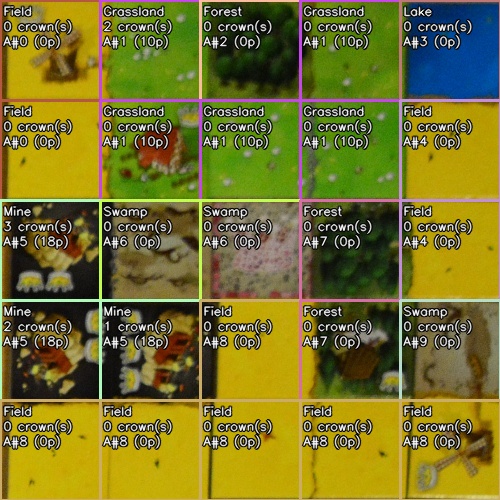 Field
0 crown(s)
A#0 (0p)
Grassland
2 crown(s)
A#1 (10p)
Forest
0 crown(s)
A#2 (0p)
Grassland
0 crown(s)
A#1 (10p)
Lake
0 crown(s)
A#3 (0p)
Field
0 crown(s)
A#0 (0p)
Grassland
0 crown(s)
A#1 (10p)
Grassland
0 crown(s)
A#1 (10p)
Grassland
0 crown(s)
A#1 (10p)
Field
0 crown(s)
A#4 (0p)
Mine
3 crown(s)
A#5 (18p)
Swamp
0 crown(s)
A#6 (0p)
Swamp
0 crown(s)
A#6 (0p)
Forest
0 crown(s)
A#7 (0p)
Field
0 crown(s)
A#4 (0p)
Mine
2 crown(s)
A#5 (18p)
Mine
1 crown(s)
A#5 (18p)
Field
0 crown(s)
A#8 (0p)
Forest
0 crown(s)
A#7 (0p)
Swamp
0 crown(s)
A#9 (0p)
Field
0 crown(s)
A#8 (0p)
Field
0 crown(s)
A#8 (0p)
Field
0 crown(s)
A#8 (0p)
Field
0 crown(s)
A#8 (0p)
Field
0 crown(s)
A#8 (0p)